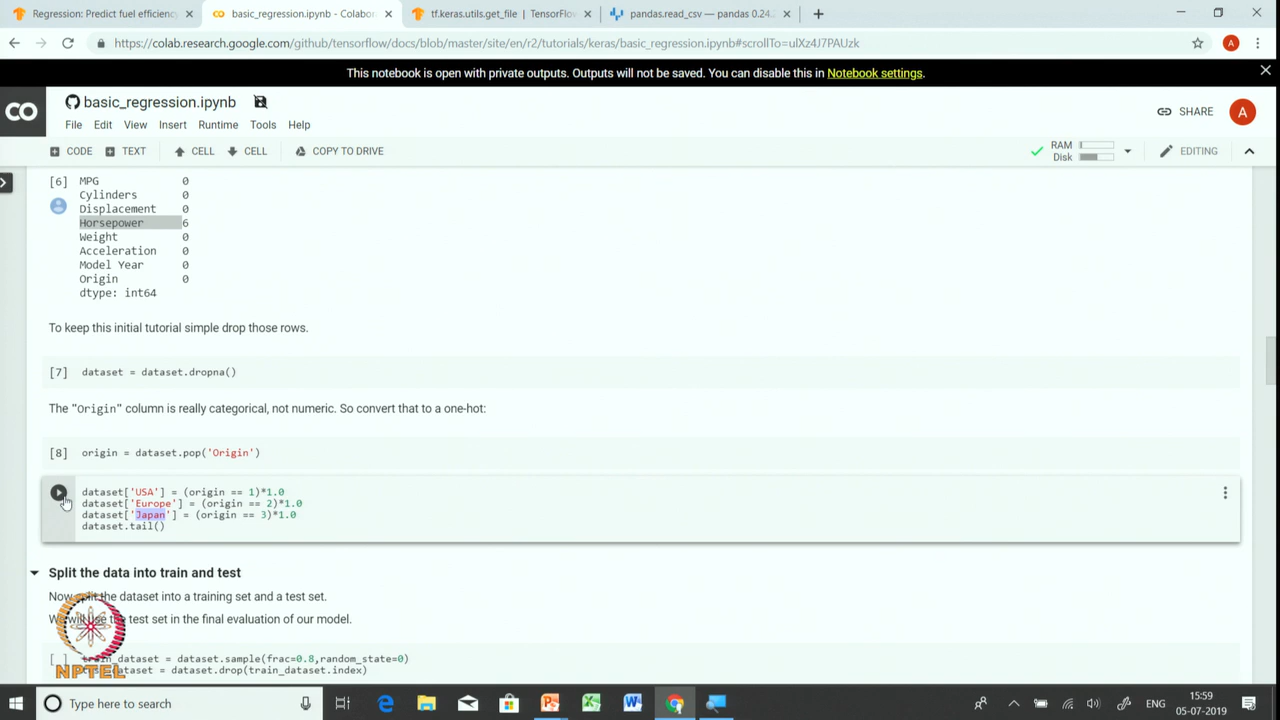 Regression: Predict fuel efficiency
basic_regression.ipynb - Colabor
tf.keras.utils.get_file | TensorFlow
pandas.read_csv — pandas 0.24.
https://colab.research.google.com/github/tensorflow/docs/blob/master/site/en/r2/tutorials/keras/basic_regression.ipynb#scrollTo=ulXz4J7PAUzk
A
This notebook is open with private outputs. Outputs will not be saved. You can disable this in Notebook settings.
CO
basic_regression.ipynb
SHARE
A
File Edit View Insert Runtime Tools Help
CODE TEXT CELL CELL COPY TO DRIVE
RAM
Disk
EDITING
[6] MPG 0
Cylinders 0
Displacement 0
Horsepower 6
Weight 0
Acceleration 0
Model Year 0
Origin 0
dtype: int64
To keep this initial tutorial simple drop those rows.
[7] dataset = dataset.dropna()
The "Origin" column is really categorical, not numeric. So convert that to a one-hot:
[8] origin = dataset.pop('Origin')
dataset['USA'] = (origin == 1)*1.0
dataset['Europe'] = (origin == 2)*1.0
dataset['Japan'] = (origin == 3)*1.0
dataset.tail()
Split the data into train and test
Now split the dataset into a training set and a test set.
We will use the test set in the final evaluation of our model.
[ ] train_dataset = dataset.sample(frac=0.8,random_state=0)
= dataset.drop(train_dataset.index)
NPTEL
Type here to search
ENG
15:59
05-07-2019